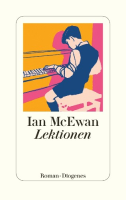 Ian McEwan
Lektionen
Roman · Diogenes